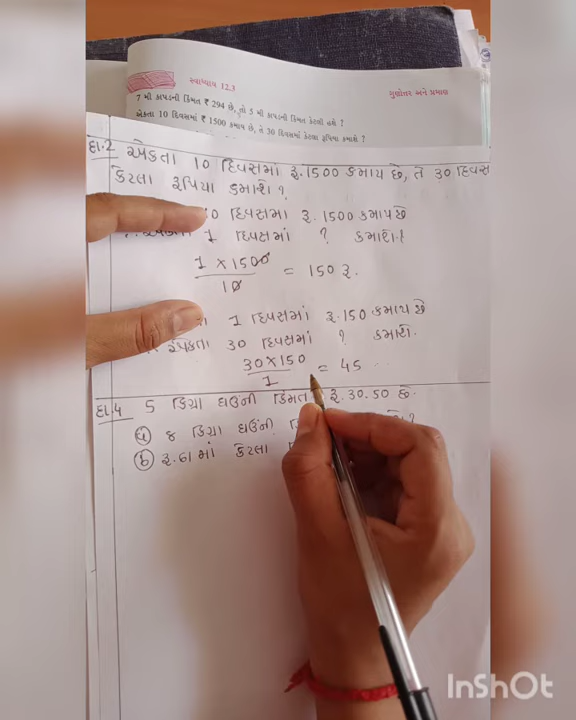 સ્વાધ્યાય 12.3
ગુણોત્તર અને પ્રમાણ
7 મી કાપડની કિંમત ₹ 294 છે, તો 5 મી કાપડની કિંમત કેટલી હશે ?
એકતા 10 દિવસમાં ₹ 1500 કમાય છે, તે 30 દિવસમાં કેટલા રૂપિયા કમાશે ?
દા.2 એકતા 10 દિવસમાં રૂ.1500 કમાય છે, તે 30 દિવસ
કેટલા રૂપિયા કમાશે ?
10 દિવસમાં રૂ. 1500 કમાય છે
1 દિવસમાં ? કમાશે.
1 × 1500 / 10 = 150 રૂ.
1 દિવસમાં રૂ.150 કમાય છે
એકતા 30 દિવસમાં ? કમાશે.
30 × 150 / 1 = 45
દા.4 5 કિગ્રા ઘઉંની કિંમત રૂ. 30.50 છે.
(a) 8 કિગ્રા ઘઉંની
(b) રૂ.61 માં કેટલા
InShOt